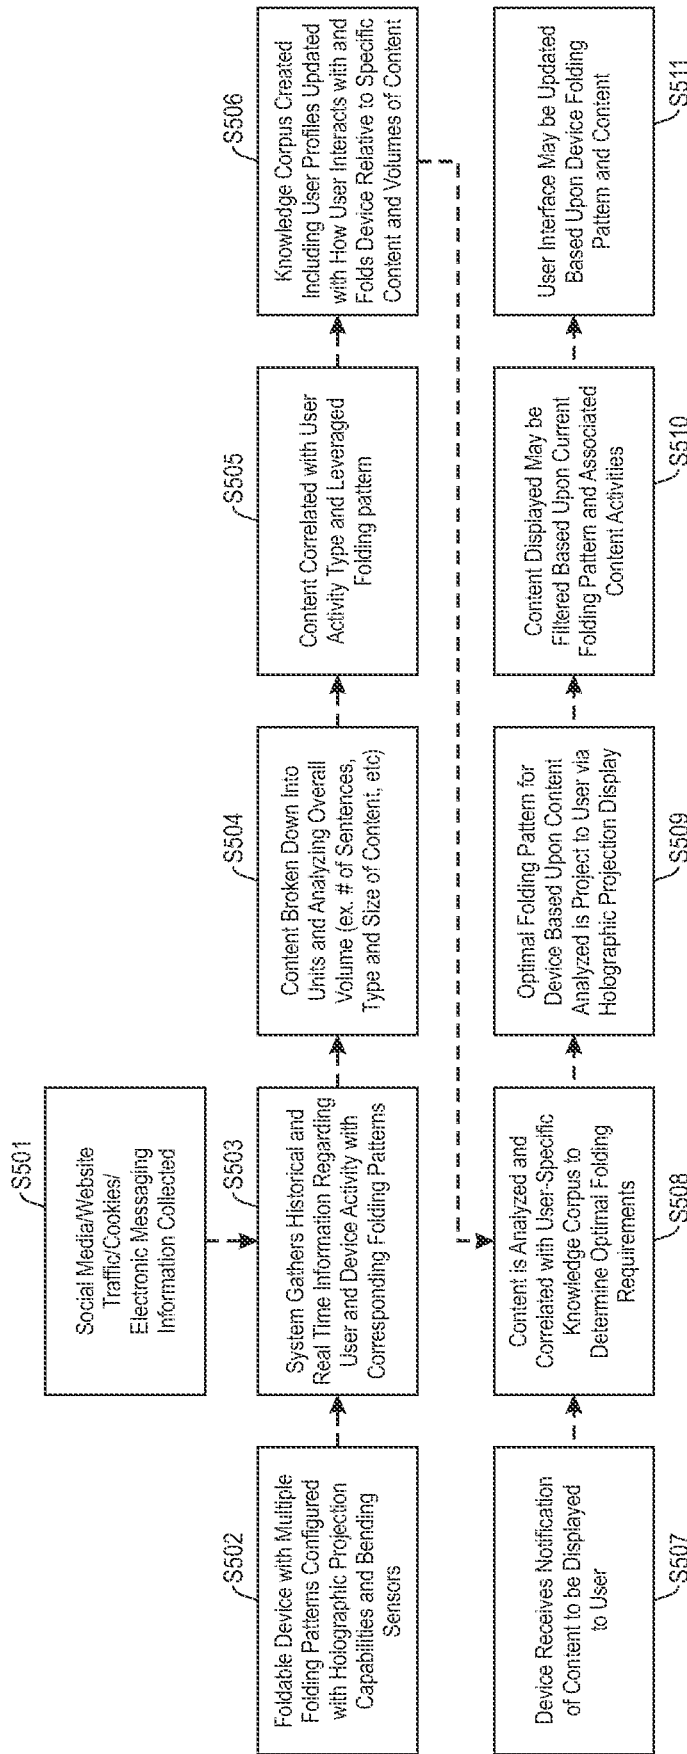 S501
Social Media/Website
Traffic/Cookies/
Electronic Messaging
Information Collected
S502
Foldable Device with Multiple
Folding Patterns Configured
with Holographic Projection
Capabilities and Bending
Sensors
S503
System Gathers Historical and
Real Time Information Regarding
User and Device Activity with
Corresponding Folding Patterns
S504
Content Broken Down Into
Units and Analyzing Overall
Volume (ex. # of Sentences,
Type and Size of Content, etc)
S505
Content Correlated with User
Activity Type and Leveraged
Folding pattern
S506
Knowledge Corpus Created
Including User Profiles Updated
with How User Interacts with and
Folds Device Relative to Specific
Content and Volumes of Content
Device Receives Notification
of Content to be Displayed
to User
S507
Content is Analyzed and
Correlated with User-Specific
Knowledge Corpus to
Determine Optimal Folding
Requirements
S508
Optimal Folding Pattern for
Device Based Upon Content
Analyzed is Project to User via
Holographic Projection Display
S509
Content Displayed May be
Filtered Based Upon Current
Folding Pattern and Associated
Content Activities
S510
User Interface May be Updated
Based Upon Device Folding
Pattern and Content
S511